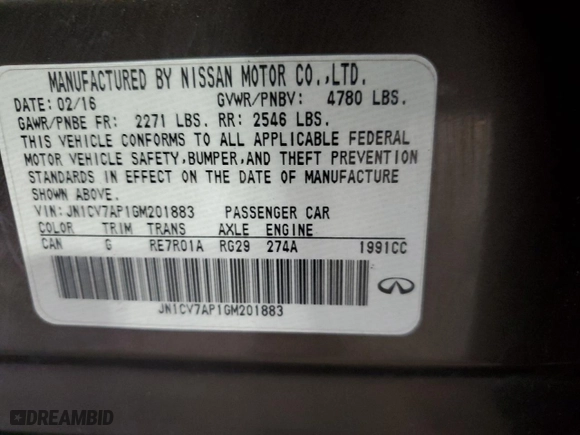 MANUFACTURED BY NISSAN MOTOR CO.,LTD.
DATE: 02/16 GVWR/PNBV: 4780 LBS.
GAWR/PNBE FR: 2271 LBS. RR: 2546 LBS.
THIS VEHICLE CONFORMS TO ALL APPLICABLE FEDERAL
MOTOR VEHICLE SAFETY,BUMPER,AND THEFT PREVENTION
STANDARDS IN EFFECT ON THE DATE OF MANUFACTURE
SHOWN ABOVE.
VIN:JN1CV7AP1GM201883 PASSENGER CAR
COLOR TRIM TRANS AXLE ENGINE
CAN G RE7R01A RG29 274A 1991CC
JN1CV7AP1GM201883
DREAMBID